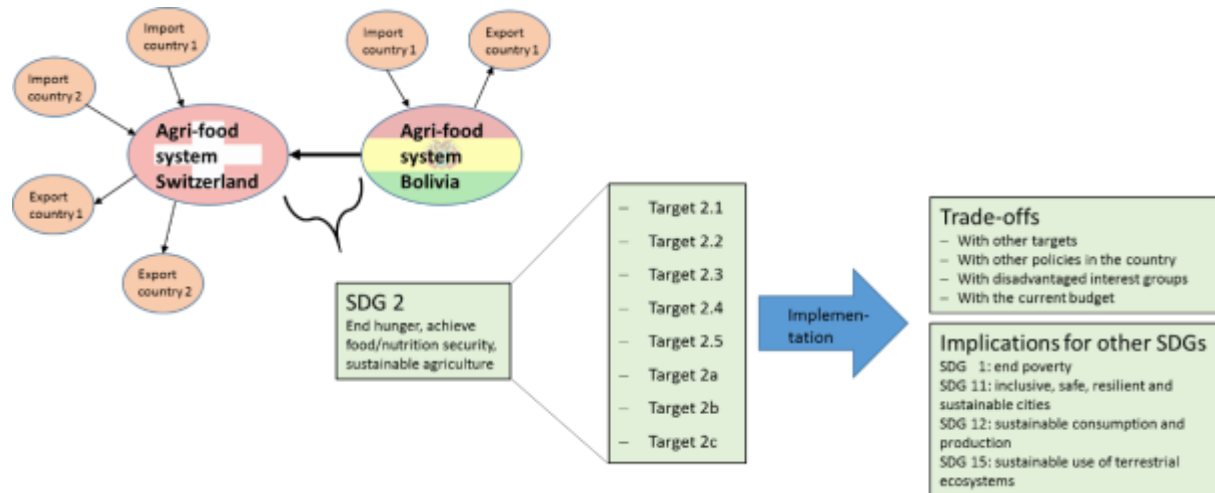 Import
country 1
Import
country 2
Agri-food
system
Switzerland
Export
country 1
Export
country 2
Import
country 1
Export
country 1
Agri-food
system
Bolivia
SDG 2
End hunger, achieve
food/nutrition security,
sustainable agriculture
– Target 2.1
– Target 2.2
– Target 2.3
– Target 2.4
– Target 2.5
– Target 2a
– Target 2b
– Target 2c
Implemen-
tation
Trade-offs
– With other targets
– With other policies in the country
– With disadvantaged interest groups
– With the current budget
Implications for other SDGs
SDG 1: end poverty
SDG 11: inclusive, safe, resilient and
sustainable cities
SDG 12: sustainable consumption and
production
SDG 15: sustainable use of terrestrial
ecosystems